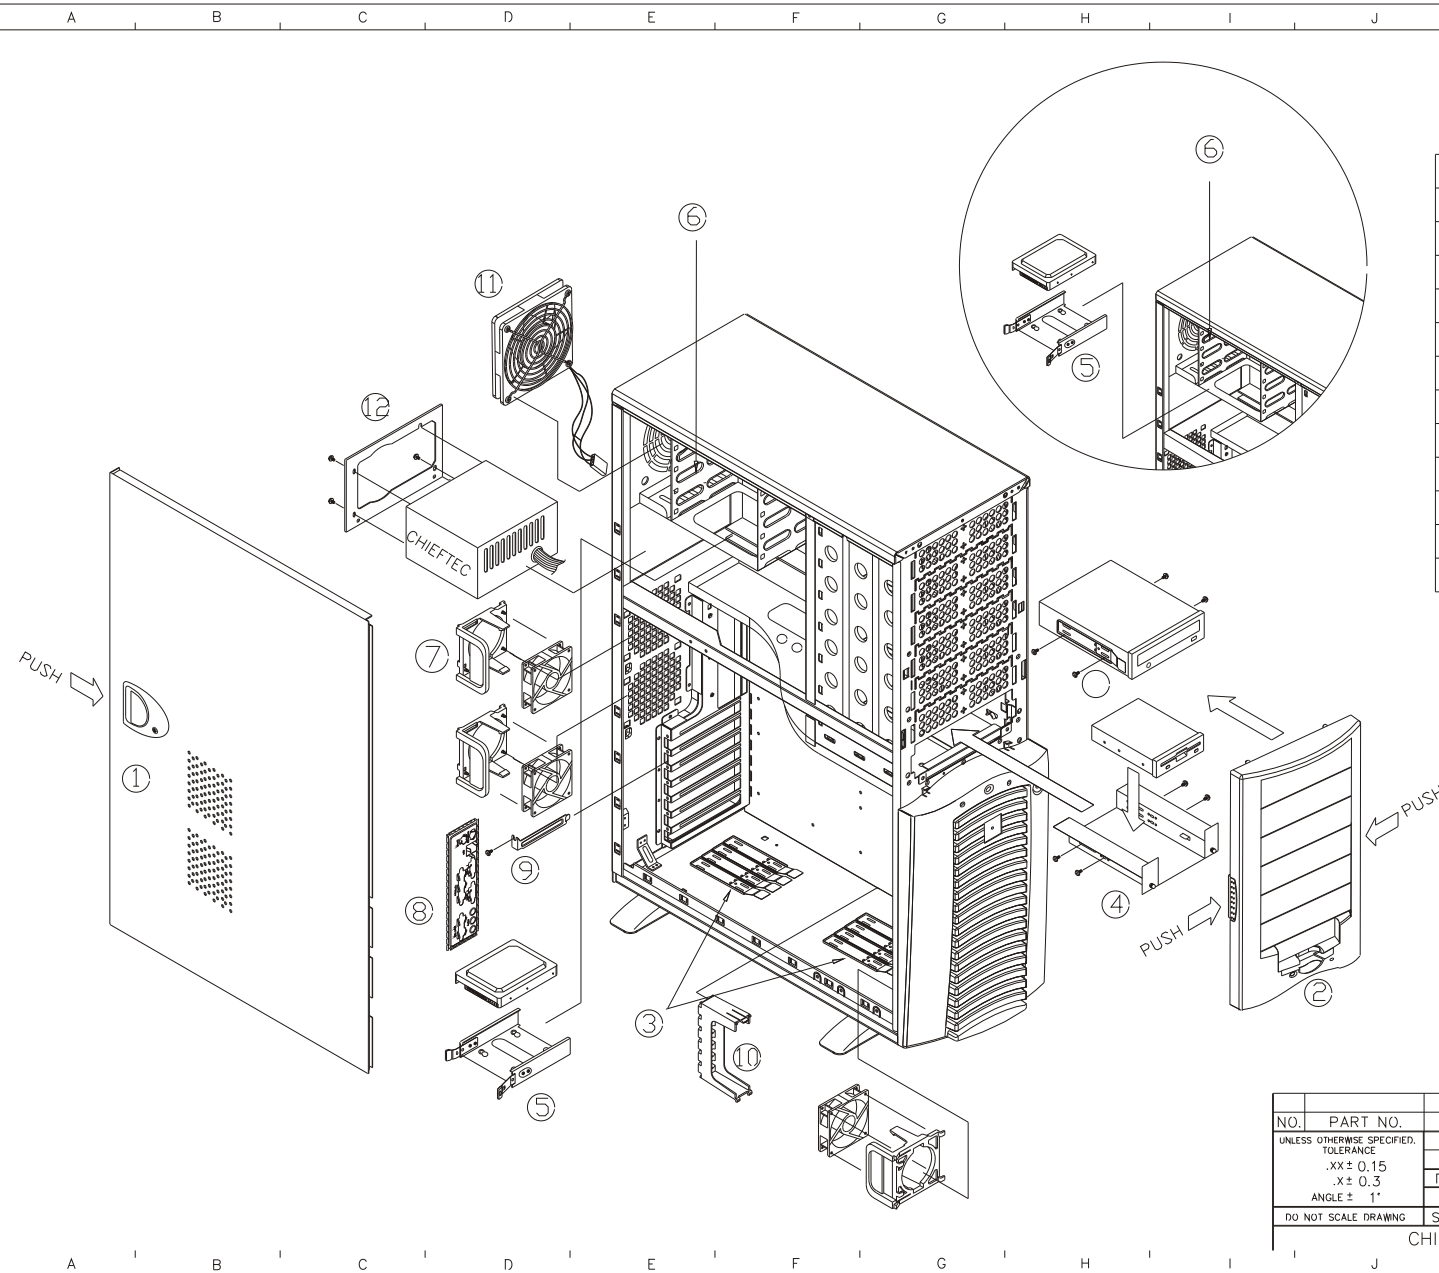 A B C D E F G H I J
6
6
11
5
12
CHIEFTEC
7
PUSH
1
PUSH
9
4
8
PUSH
2
3
10
5
NO. PART NO.
UNLESS OTHERWISE SPECIFIED,
TOLERANCE
.XX± 0.15
.X± 0.3
ANGLE ± 1°
DO NOT SCALE DRAWING S
CHI
A B C D E F G H I J